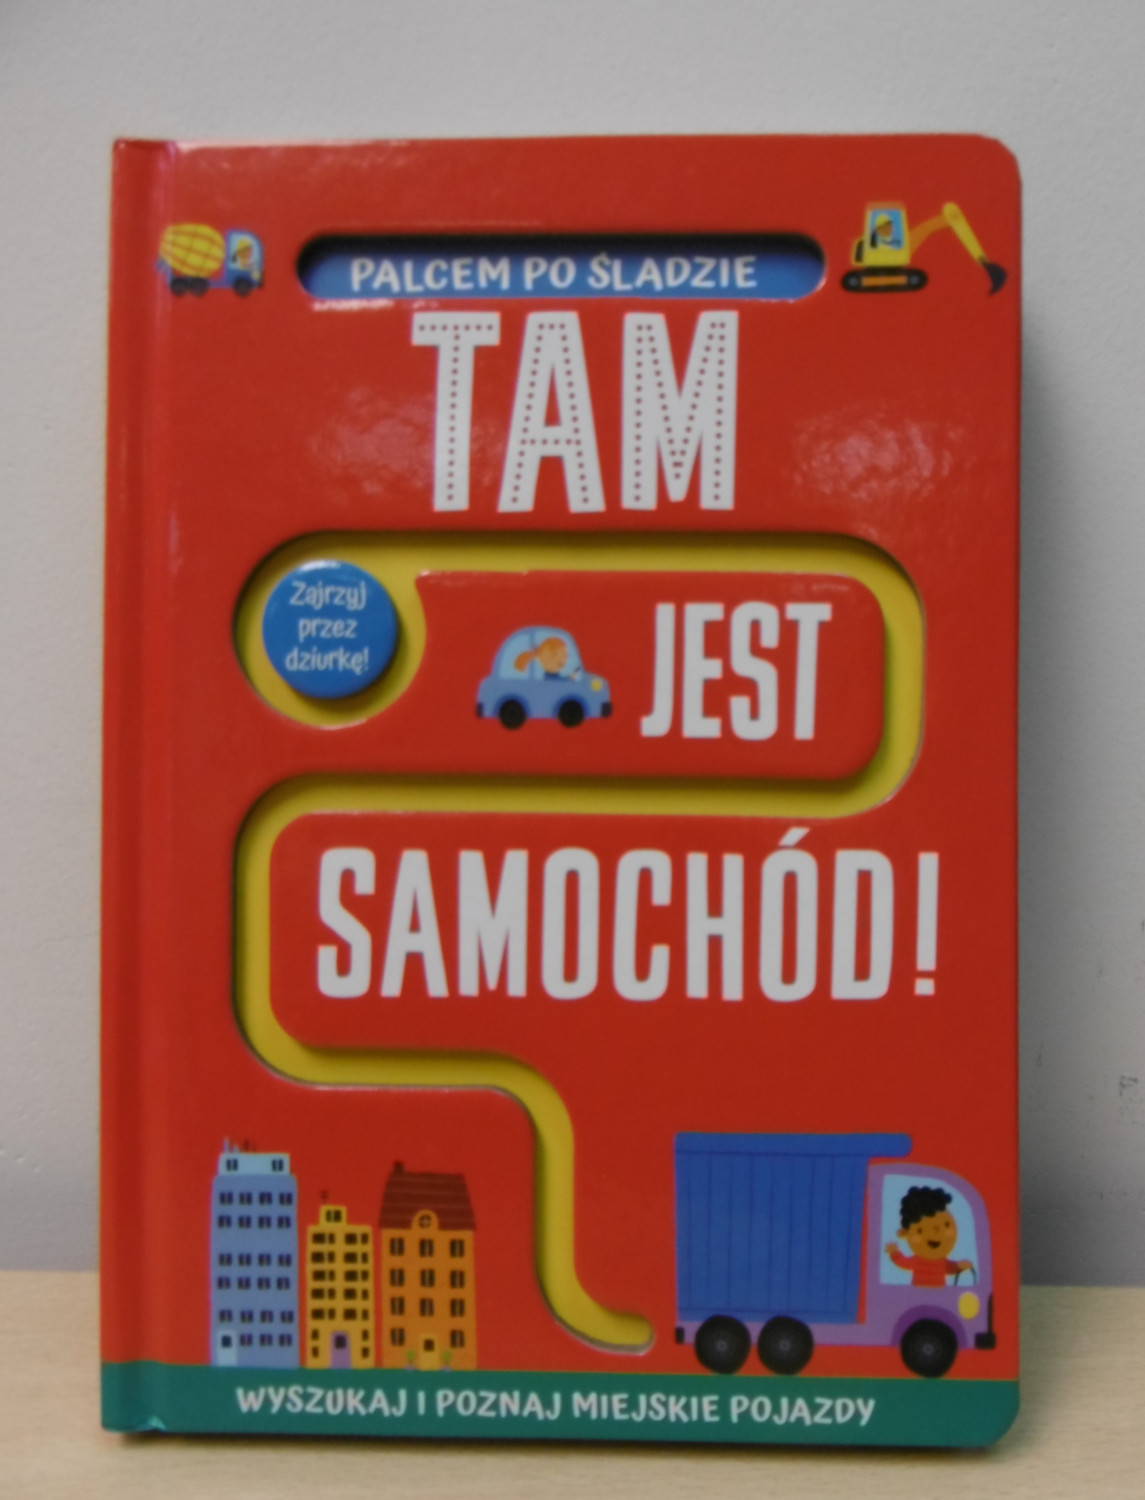 PALCEM PO ŚLADZIE
TAM
Zajrzyj
przez
dziurkę!
JEST
SAMOCHÓD!
WYSZUKAJ I POZNAJ MIEJSKIE POJAZDY